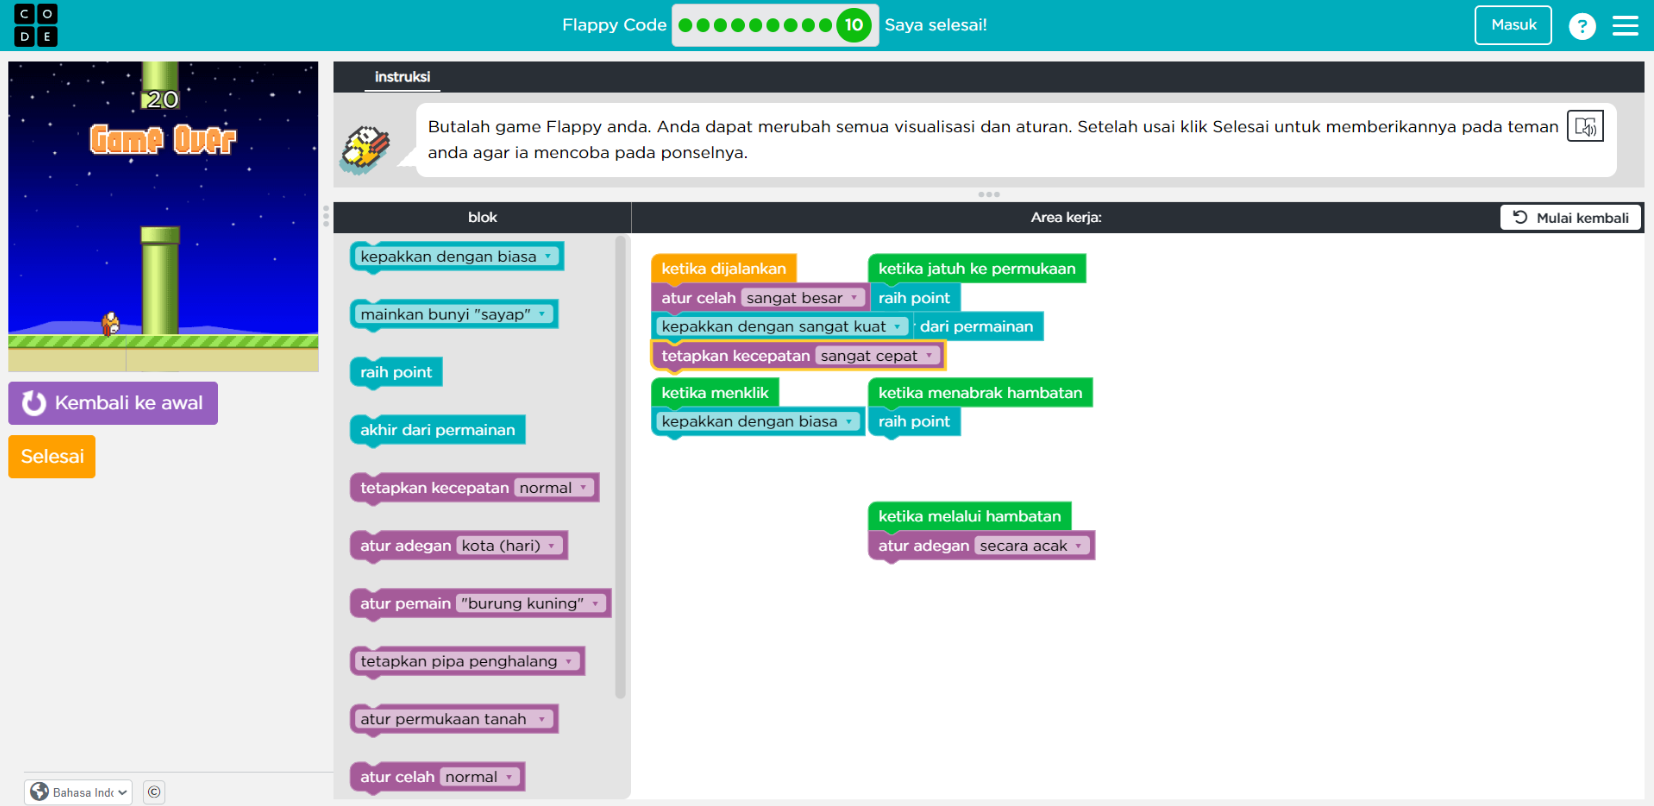 C O
D E
Flappy Code
10
Saya selesai!
Masuk
?
20
Game Over
Kembali ke awal
Selesai
instruksi
Butalah game Flappy anda. Anda dapat merubah semua visualisasi dan aturan. Setelah usai klik Selesai untuk memberikannya pada teman
anda agar ia mencoba pada ponselnya.
blok
Area kerja:
Mulai kembali
kepakkan dengan biasa
mainkan bunyi "sayap"
raih point
akhir dari permainan
tetapkan kecepatan normal
atur adegan kota (hari)
atur pemain "burung kuning"
tetapkan pipa penghalang
atur permukaan tanah
atur celah normal
ketika dijalankan
atur celah sangat besar
kepakkan dengan sangat kuat
tetapkan kecepatan sangat cepat
ketika menklik
kepakkan dengan biasa
ketika jatuh ke permukaan
raih point
dari permainan
ketika menabrak hambatan
raih point
ketika melalui hambatan
atur adegan secara acak
Bahasa Ind
©